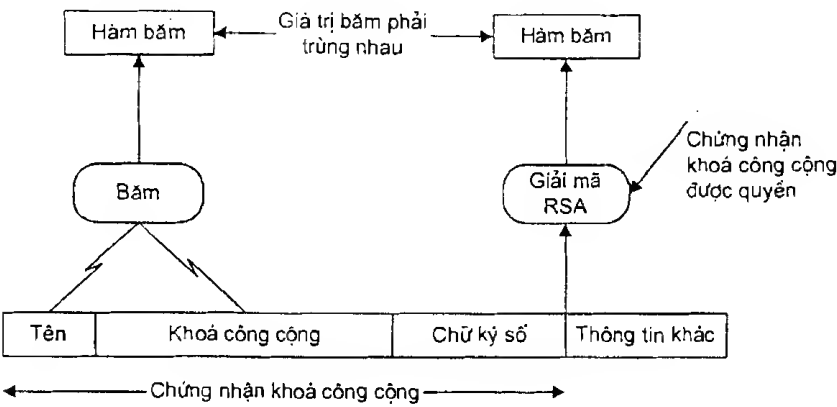 Hàm băm
Giá trị băm phải
trùng nhau
Hàm băm
Băm
Giải mã
RSA
Chứng nhận
khoá công cộng
được quyền
Tên
Khoá công cộng
Chữ ký số
Thông tin khác
Chứng nhận khoá công cộng